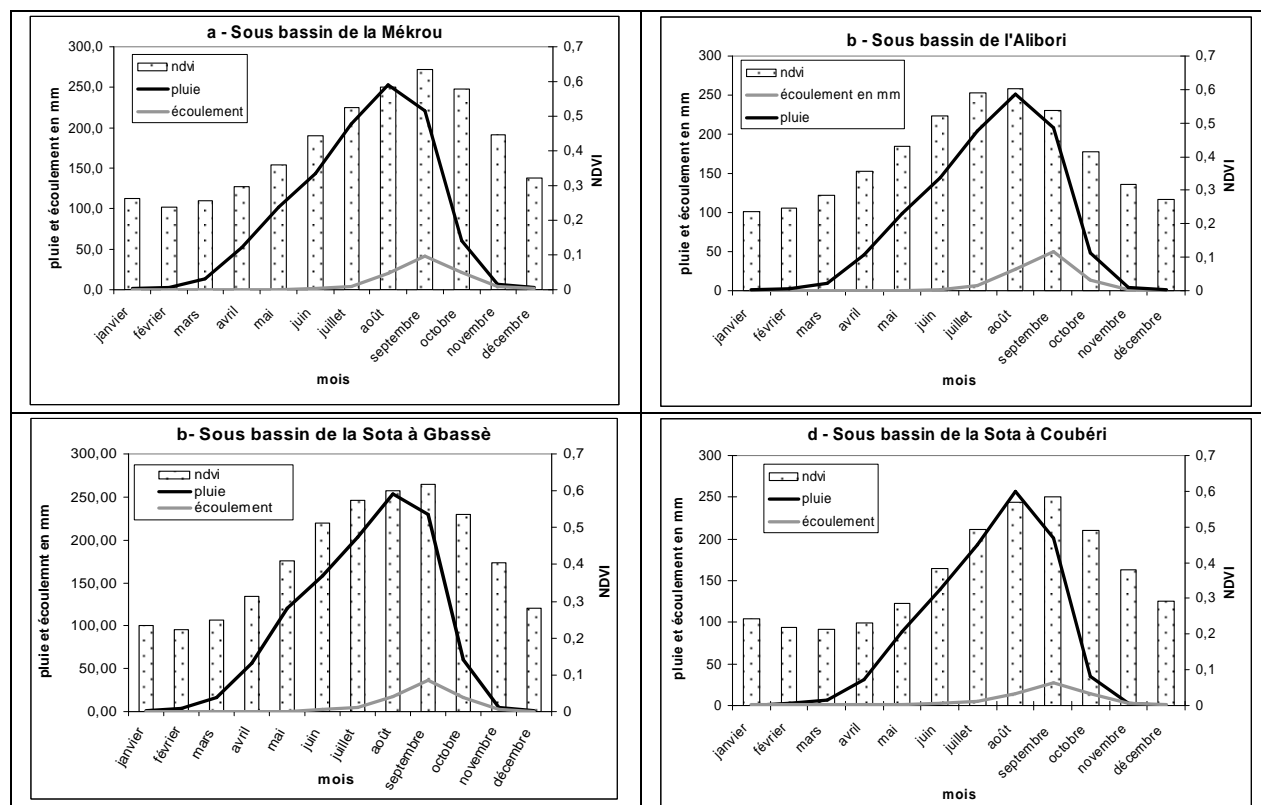 a - Sous bassin de la Mékrou
300,0
250,0
200,0
150,0
100,0
50,0
0,0
0,7
0,6
0,5
0,4
0,3
0,2
0,1
0
ndvi
pluie
écoulement
pluie et écoulement en mm
NDVI
janvier
février
mars
avril
mai
juin
juillet
août
septembre
octobre
novembre
décembre
mois
b - Sous bassin de l'Alibori
300
250
200
150
100
50
0
0,7
0,6
0,5
0,4
0,3
0,2
0,1
0
ndvi
écoulement en mm
pluie
pluie et écoulement en mm
NDVI
janvier
février
mars
avril
mai
juin
juillet
août
septembre
octobre
novembre
décembre
mois
b- Sous bassin de la Sota à Gbassè
300,00
250,00
200,00
150,00
100,00
50,00
0,00
0,7
0,6
0,5
0,4
0,3
0,2
0,1
0
ndvi
pluie
écoulement
pluie et écoulemnt en mm
NDVI
janvier
février
mars
avril
mai
juin
juillet
août
septembre
octobre
novembre
décembre
mois
d - Sous bassin de la Sota à Coubéri
300
250
200
150
100
50
0
0,7
0,6
0,5
0,4
0,3
0,2
0,1
0
ndvi
pluie
écoulement
pluie et écoulement en mm
NDVI
janvier
février
mars
avril
mai
juin
juillet
août
septembre
octobre
novembre
décembre
mois